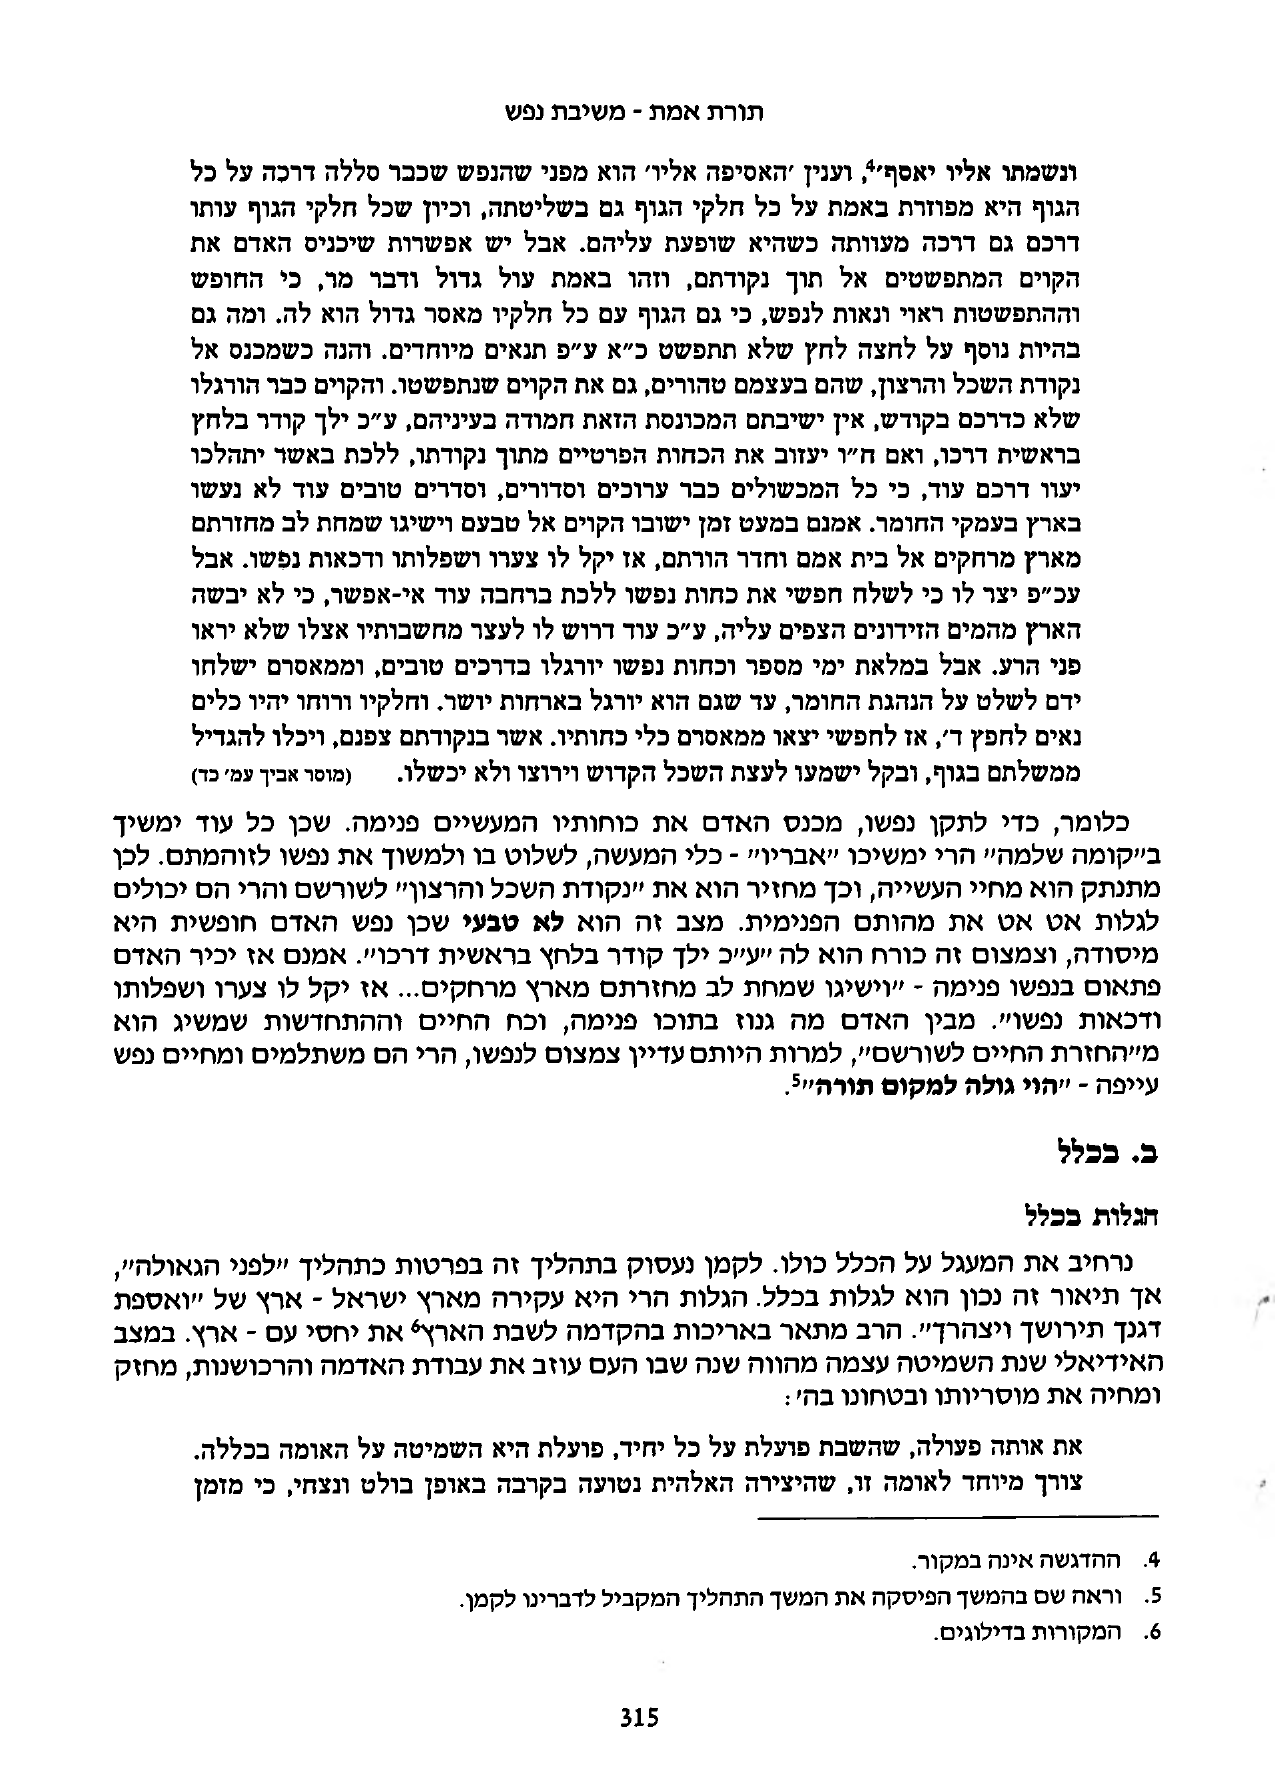 תורת אמת - משיבת נפש
ונשמתו אליו יאסף׳4, וענין ׳האסיפה אליו׳ הוא מפני שהנפש שכבר סללה דרכה על כל
הגוף היא מפוזרת באמת על כל חלקי הגוף גם בשליטתה, וכיון שכל חלקי הגוף עותו
דרכם גם דרכה מעוותה כשהיא שופעת עליהם. אבל יש אפשרות שיכניס האדם את
הקוים המתפשטים אל תוך נקודתם, וזהו באמת עול גדול ודבר מר, כי החופש
וההתפשטות ראוי ונאות לנפש, כי גם הגוף עם כל חלקיו מאסר גדול הוא לה. ומה גם
בהיות נוסף על לחצה לחץ שלא תתפשט כ״א ע״פ תנאים מיוחדים. והנה כשמכנס אל
נקודת השכל והרצון, שהם בעצמם טהורים, גם את הקוים שנתפשטו. והקוים כבר הורגלו
שלא כדרכם בקודש, אין ישיבתם המכונסת הזאת חמודה בעיניהם, ע״כ ילך קודר בלחץ
בראשית דרכו, ואם ח״ו יעזוב את הכחות הפרטיים מתוך נקודתו, ללכת באשר יתהלכו
יעוו דרכם עוד, כי כל המכשולים כבר ערוכים וסדורים, וסדרים טובים עוד לא נעשו
בארץ בעמקי החומר. אמנם במעט זמן ישובו הקוים אל טבעם וישיגו שמחת לב מחזרתם
מארץ מרחקים אל בית אמם וחדר הורתם, אז יקל לו צערו ושפלותו ודכאות נפשו. אבל
עכ״פ יצר לו כי לשלח חפשי את כחות נפשו ללכת ברחבה עוד אי-אפשר, כי לא יבשה
הארץ מהמים הזידונים הצפים עליה, ע״כ עוד דרוש לו לעצר מחשבותיו אצלו שלא יראו
פני הרע. אבל במלאת ימי מספר וכחות נפשו יורגלו בדרכים טובים, וממאסרם ישלחו
ידם לשלט על הנהגת החומר, עד שגם הוא יורגל בארחות יושר. וחלקיו ורוחו יהיו כלים
נאים לחפץ ד׳, אז לחפשי יצאו ממאסרם כלי כחותיו. אשר בנקודתם צפנם, ויכלו להגדיל
ממשלתם בגוף, ובקל ישמעו לעצת השכל הקדוש וירוצו ולא יכשלו. (מוסר אביך עמ׳ כד)
כלומר, כדי לתקן נפשו, מכנס האדם את כוחותיו המעשיים פנימה. שכן כל עוד ימשיך
ב״קומה שלמה״ הרי ימשיכו ״אבריו״ - כלי המעשה, לשלוט בו ולמשוך את נפשו לזוהמתם. לכן
מתנתק הוא מחיי העשייה, וכך מחזיר הוא את ״נקודת השכל והרצון״ לשורשם והרי הם יכולים
לגלות אט אט את מהותם הפנימית. מצב זה הוא לא טבעי שכן נפש האדם חופשית היא
מיסודה, וצמצום זה כורח הוא לה ״ע״כ ילך קודר בלחץ בראשית דרכו״. אמנם אז יכיר האדם
פתאום בנפשו פנימה - ״וישיגו שמחת לב מחזרתם מארץ מרחקים... אז יקל לו צערו ושפלותו
ודכאות נפשו״. מבין האדם מה גנוז בתוכו פנימה, וכח החיים וההתחדשות שמשיג הוא
מ״החזרת החיים לשורשם״, למרות היותם עדיין צמצום לנפשו, הרי הם משתלמים ומחיים נפש
עייפה - ״הוי גולה למקום תורה״5.
ב. בכלל
הגלות בכלל
נרחיב את המעגל על הכלל כולו. לקמן נעסוק בתהליך זה בפרטות כתהליך ״לפני הגאולה״,
אך תיאור זה נכון הוא לגלות בכלל. הגלות הרי היא עקירה מארץ ישראל - ארץ של ״ואספת
דגנך תירושך ויצהרך״. הרב מתאר באריכות בהקדמה לשבת הארץ6 את יחסי עם - ארץ. במצב
האידיאלי שנת השמיטה עצמה מהווה שנה שבו העם עוזב את עבודת האדמה והרכושנות, מחזק
ומחיה את מוסריותו ובטחונו בה׳:
את אותה פעולה, שהשבת פועלת על כל יחיד, פועלת היא השמיטה על האומה בכללה.
צורך מיוחד לאומה זו, שהיצירה האלהית נטועה בקרבה באופן בולט ונצחי, כי מזמן
4. ההדגשה אינה במקור.
5. וראה שם בהמשך הפיסקה את המשך התהליך המקביל לדברינו לקמן.
6. המקורות בדילוגים.
315